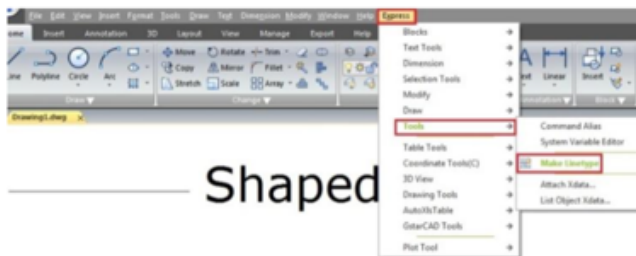 File Edit View Insert Format Tools Draw Text Dimension Modify Window Help Express
ome Insert Annotation 3D Layout View Manage Export Help
Line Polyline Circle Arc
Move Rotate Trim
Copy Mirror Fillet
Stretch Scale Array
Linear Insert
Draw Change Block
Drawing1.dwg
Blocks
Text Tools
Dimension
Selection Tools
Modify
Draw
Tools
Table Tools
Coordinate Tools(C)
3D View
Drawing Tools
AutoXlsTable
GstarCAD Tools
Plot Tool
Command Alias
System Variable Editor
Make Linetype
Attach Xdata...
List Object Xdata...
Shaped